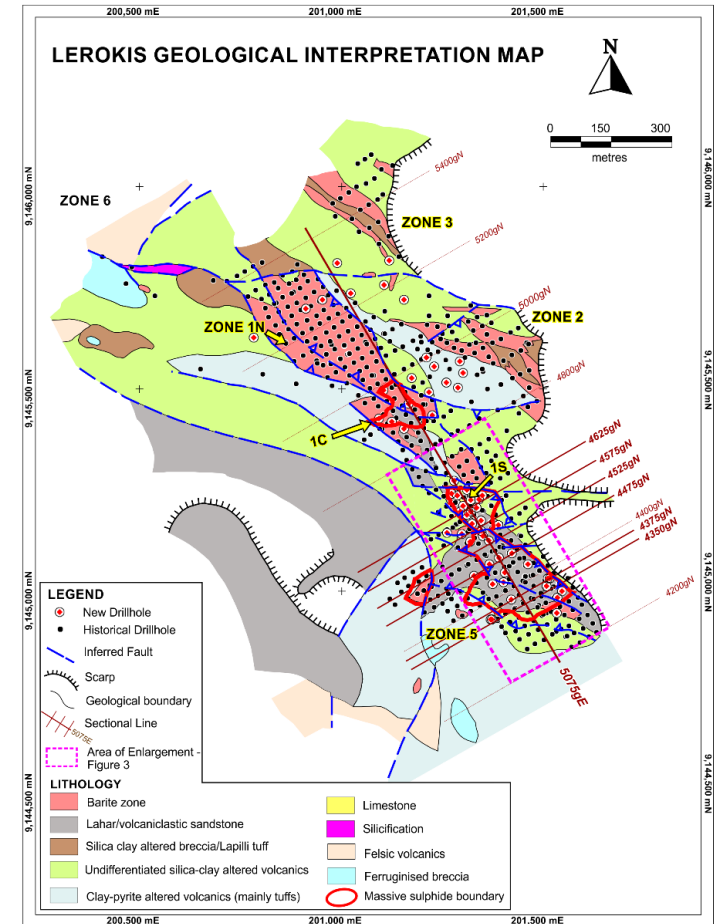 200,500 mE 201,000 mE 201,500 mE
LEROKIS GEOLOGICAL INTERPRETATION MAP
N
0 150 300
metres
9,146,000 mN
9,146,000 mN
ZONE 6
5400gN
ZONE 3
5200gN
5000gN
ZONE 2
ZONE 1N
4800gN
9,145,500 mN
9,145,500 mN
1C
4625gN
4575gN
1S
4525gN
4475gN
4400gN
4375gN
4350gN
9,145,000 mN
9,145,000 mN
4200gN
ZONE 5
5075gE
LEGEND
New Drillhole
Historical Drillhole
Inferred Fault
Scarp
Geological boundary
Sectional Line
5075E
Area of Enlargement -
Figure 3
9,144,500 mN
9,144,500 mN
LITHOLOGY
Barite zone
Lahar/volcaniclastic sandstone
Silica clay altered breccia/Lapilli tuff
Undifferentiated silica-clay altered volcanics
Clay-pyrite altered volcanics (mainly tuffs)
Limestone
Silicification
Felsic volcanics
Ferruginised breccia
Massive sulphide boundary
200,500 mE 201,000 mE 201,500 mE